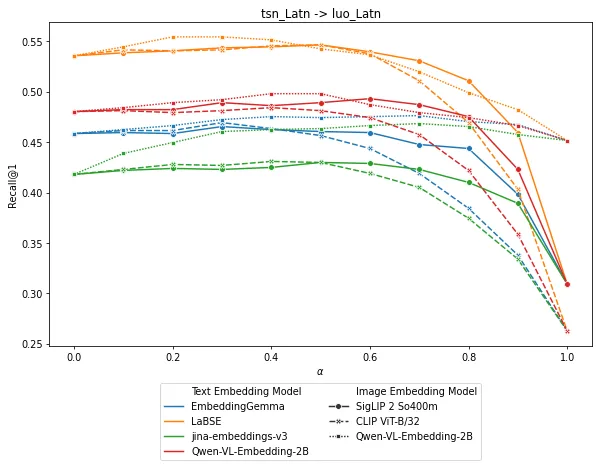 tsn_Latn -> luo_Latn
0.55
0.50
0.45
0.40
0.35
0.30
0.25
Recall@1
0.0 0.2 0.4 0.6 0.8 1.0
α
Text Embedding Model
EmbeddingGemma
LaBSE
jina-embeddings-v3
Qwen-VL-Embedding-2B
Image Embedding Model
SigLIP 2 So400m
CLIP ViT-B/32
Qwen-VL-Embedding-2B